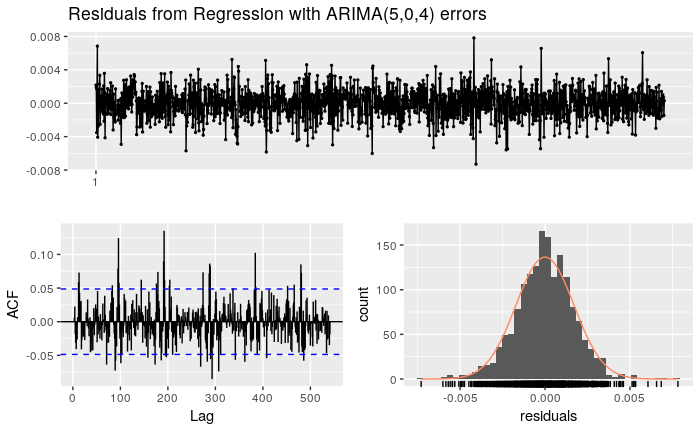 Residuals from Regression with ARIMA(5,0,4) errors
0.008
0.004
0.000
-0.004
-0.008
1
ACF
0.10
0.05
0.00
-0.05
0 100 200 300 400 500
Lag
count
150
100
50
0
-0.005 0.000 0.005
residuals